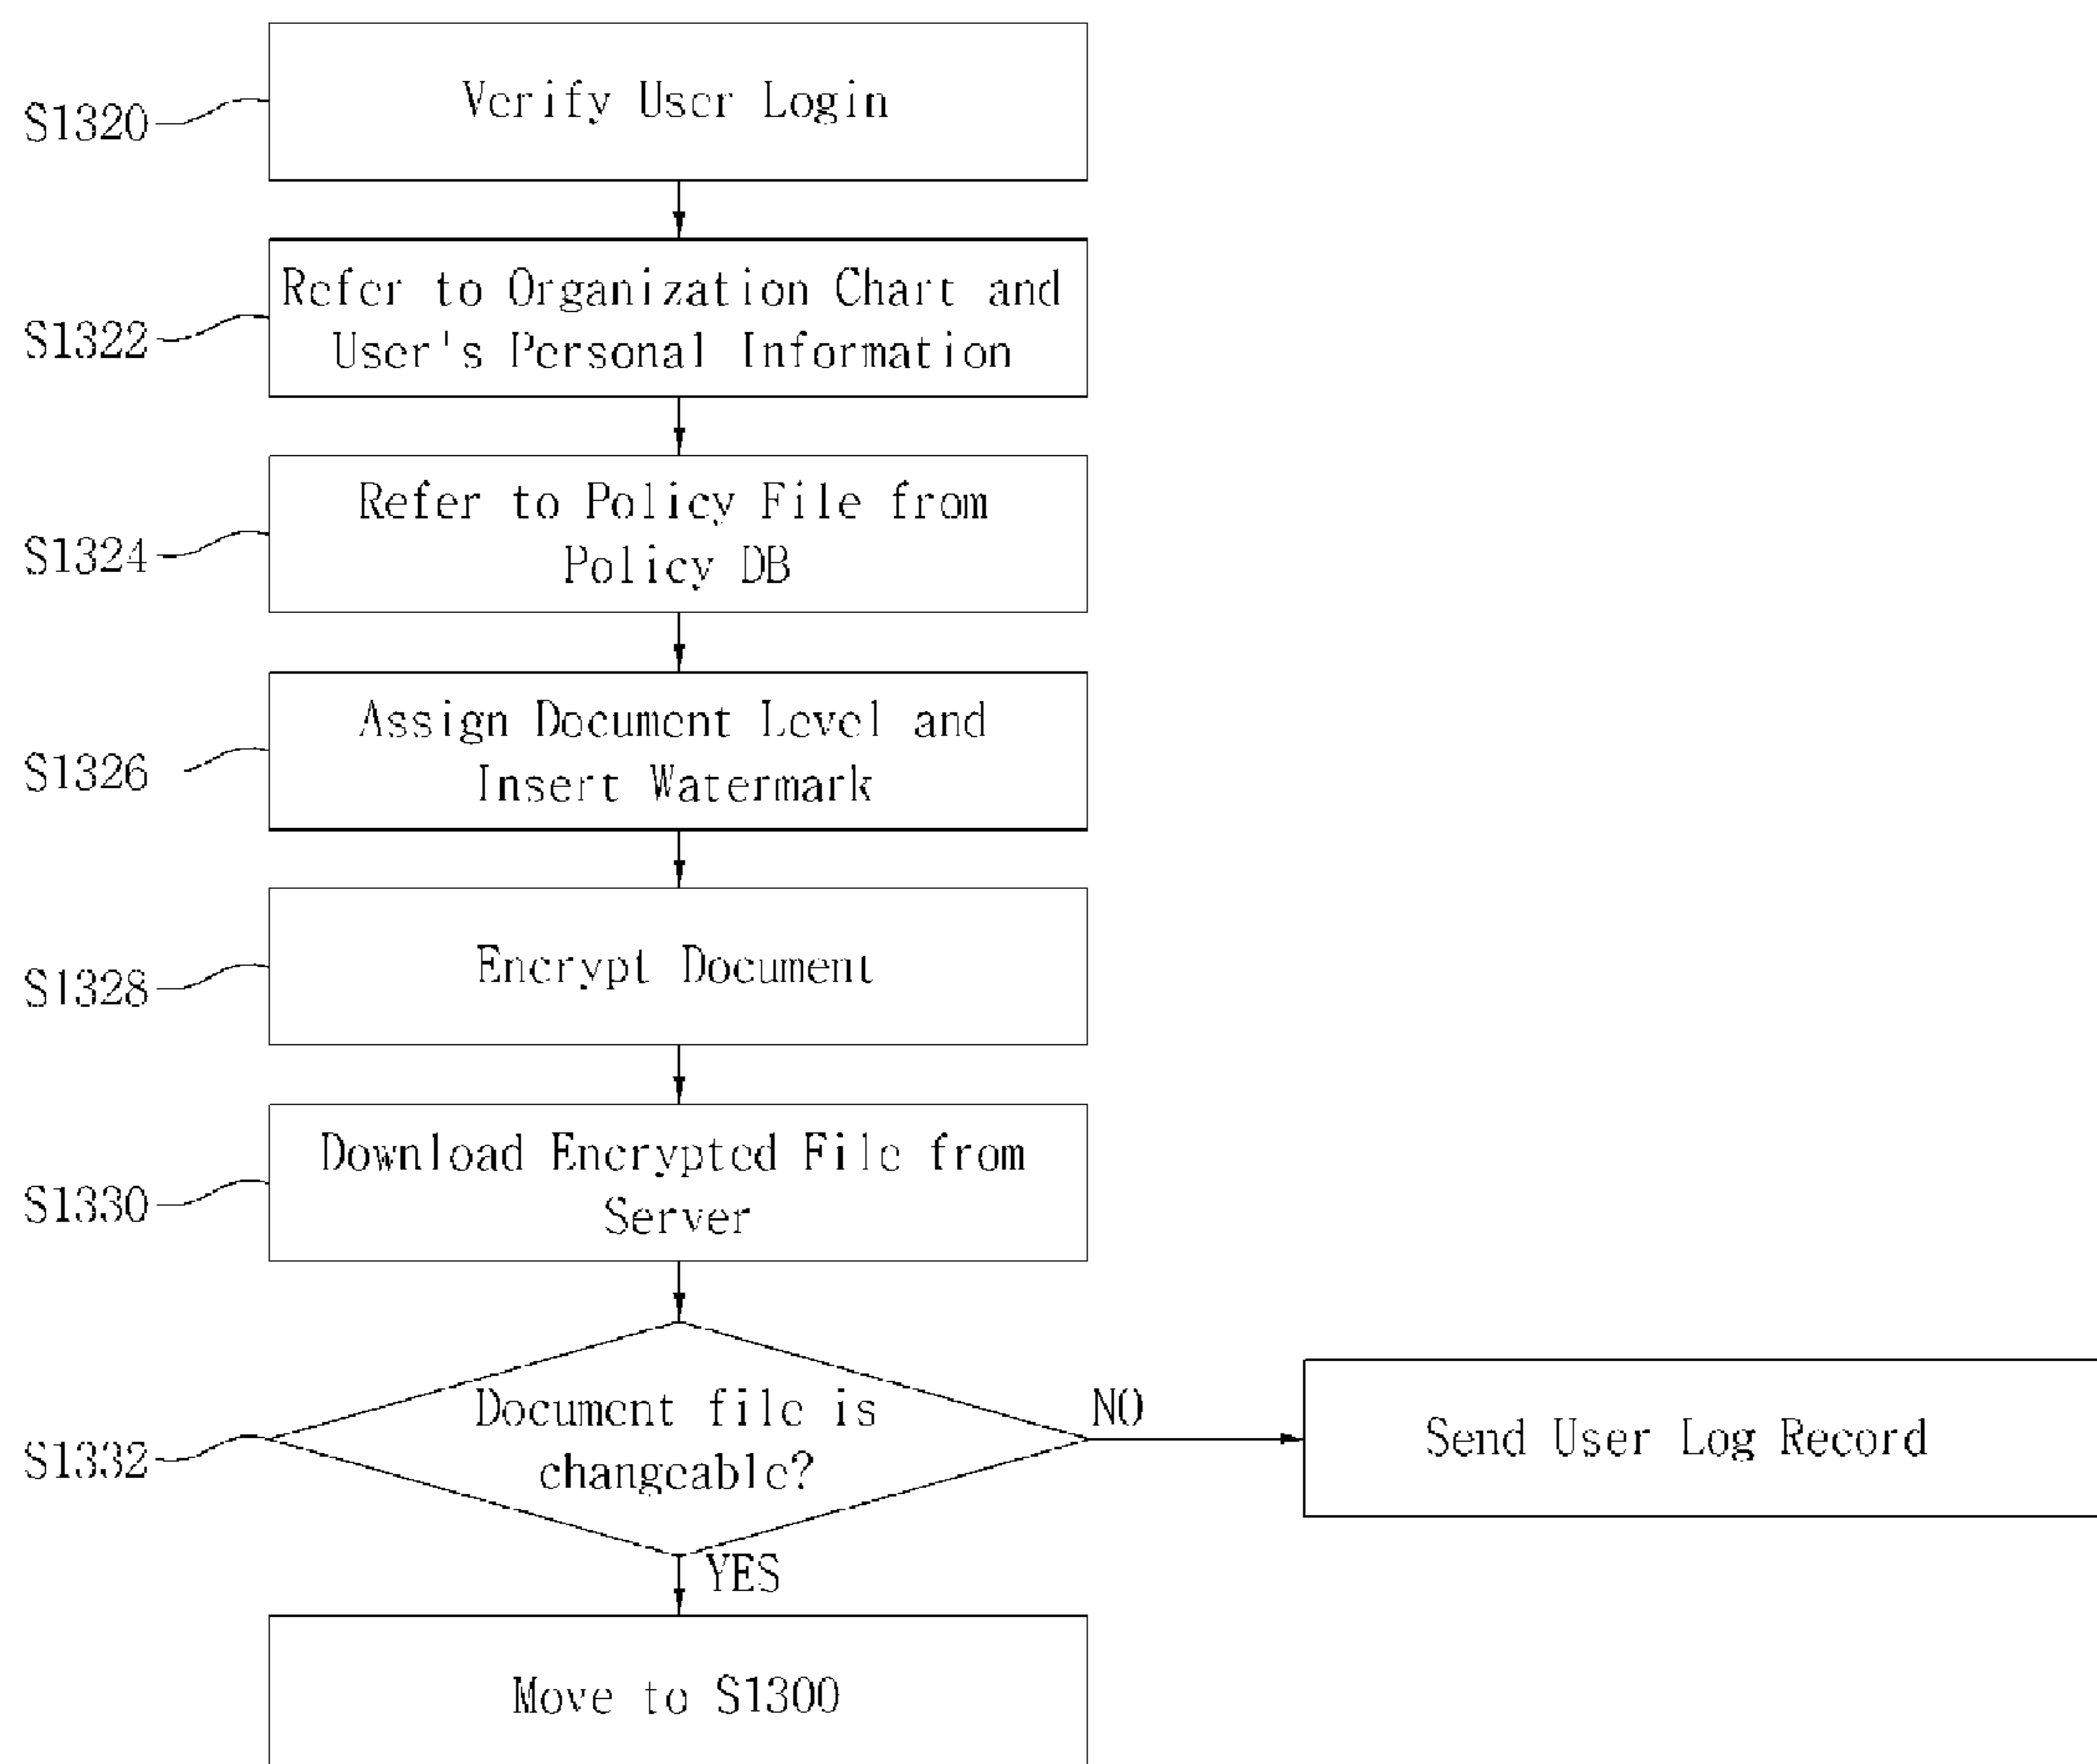 S1320
Verify User Login
S1322
Refer to Organization Chart and
User's Personal Information
S1324
Refer to Policy File from
Policy DB
S1326
Assign Document Level and
Insert Watermark
S1328
Encrypt Document
S1330
Download Encrypted File from
Server
S1332
Document file is
changeable?
NO
Send User Log Record
YES
Move to S1300